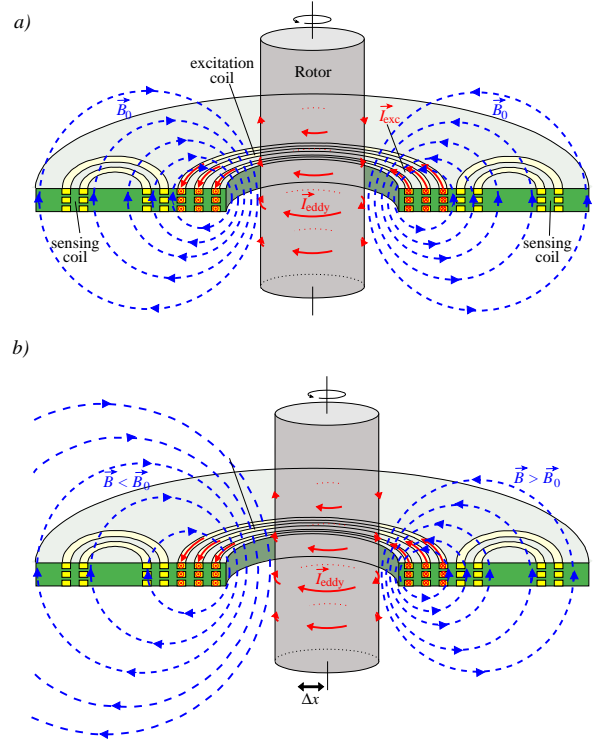 a)
excitation
coil
Rotor
B⃗₀
I⃗exc
B⃗₀
I⃗eddy
sensing
coil
sensing
coil
b)
B⃗ < B⃗₀
B⃗ > B⃗₀
I⃗eddy
Δx